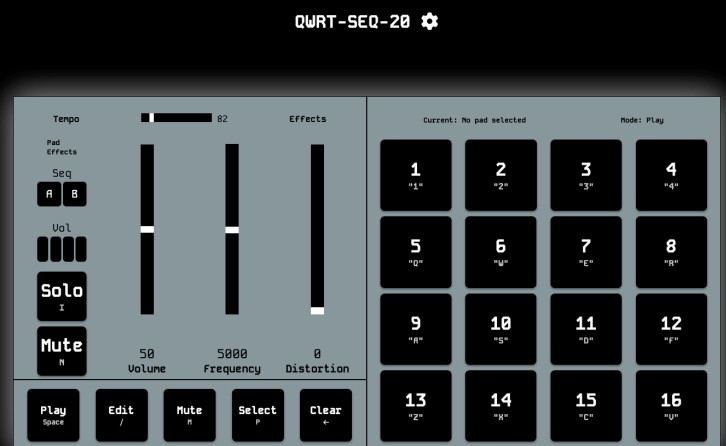 QWRT-SEQ-20
Tempo
82
Effects
Current: No pad selected
Mode: Play
Pad
Effects
Seq
A B
Vol
Solo
I
Mute
N
50
Volume
5000
Frequency
0
Distortion
Play
Space
Edit
/
Mute
M
Select
P
Clear
←
1
"1"
2
"2"
3
"3"
4
"4"
5
"Q"
6
"W"
7
"E"
8
"R"
9
"A"
10
"S"
11
"D"
12
"F"
13
"Z"
14
"X"
15
"C"
16
"V"